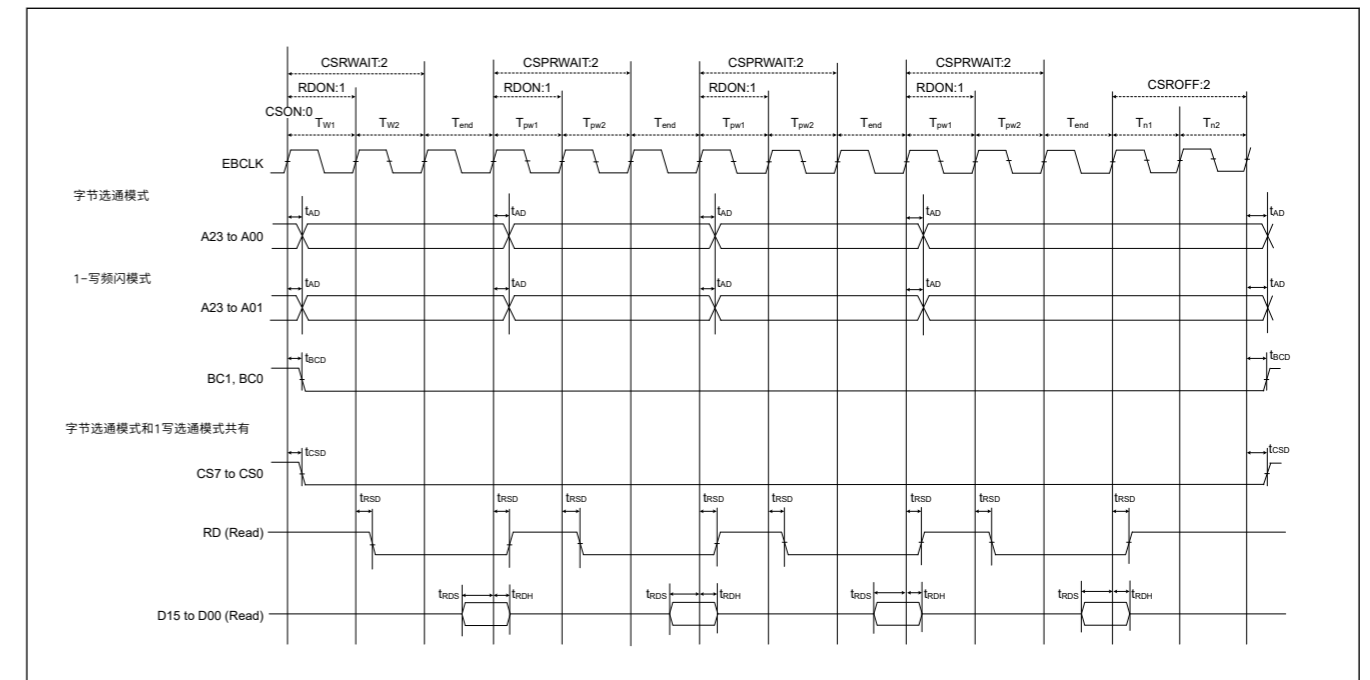 CSRWAIT:2 CSPRWAIT:2 CSPRWAIT:2 CSPRWAIT:2
CSROFF:2
RDON:1 RDON:1 RDON:1 RDON:1
CSON:0
TW1 TW2 Tend Tpw1 Tpw2 Tend Tpw1 Tpw2 Tend Tpw1 Tpw2 Tend Tn1 Tn2
EBCLK
字节选通模式
tAD tAD tAD tAD tAD
A23 to A00
1-写频闪模式
tAD tAD tAD tAD tAD
A23 to A01
tBCD tBCD
BC1, BC0
字节选通模式和1写选通模式共有
tCSD tCSD
CS7 to CS0
tRSD tRSD tRSD tRSD tRSD tRSD tRSD tRSD
RD (Read)
tRDS tRDH tRDS tRDH tRDS tRDH tRDS tRDH
D15 to D00 (Read)